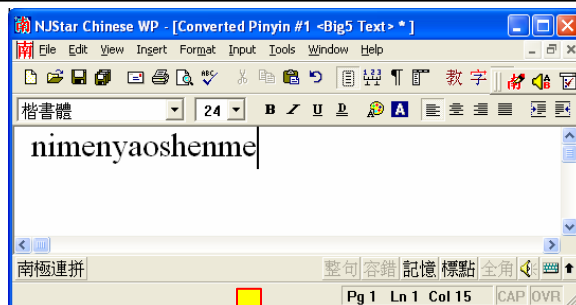 NJStar Chinese WP - [Converted Pinyin #1 <Big5 Text> * ]
File Edit View Insert Format Input Tools Window Help
教 字
楷書體 24 B Z U D A
nimenyaoshenme
南極連拼 整句 容錯 記憶 標點 全角
Pg 1 Ln 1 Col 15 CAP OVR